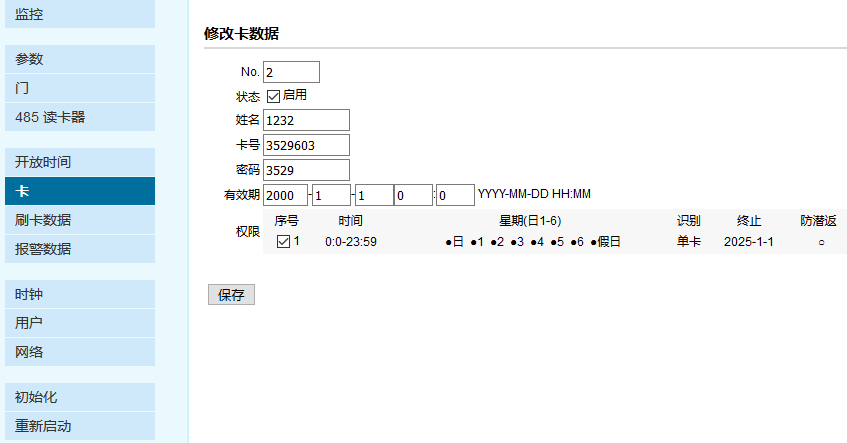 监控
参数
门
485 读卡器
开放时间
卡
刷卡数据
报警数据
时钟
用户
网络
初始化
重新启动
修改卡数据
No. 2
状态 启用
姓名 1232
卡号 3529603
密码 3529
有效期 2000 - 1 - 1 0 : 0 YYYY-MM-DD HH:MM
权限
序号 时间 星期(日1-6) 识别 终止 防潜返
1 0:0-23:59 ●日 ●1 ●2 ●3 ●4 ●5 ●6 ●假日 单卡 2025-1-1 ○
保存